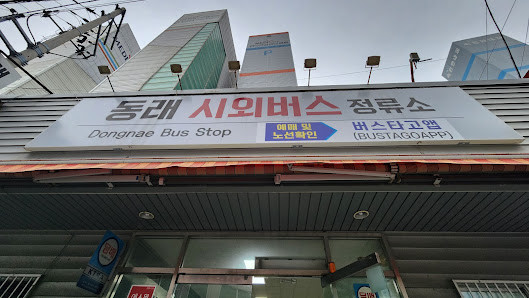 동래 시외버스 정류소
Dongnae Bus Stop
예매 및
노선확인
버스타고앱
(BUSTAGOAPP)